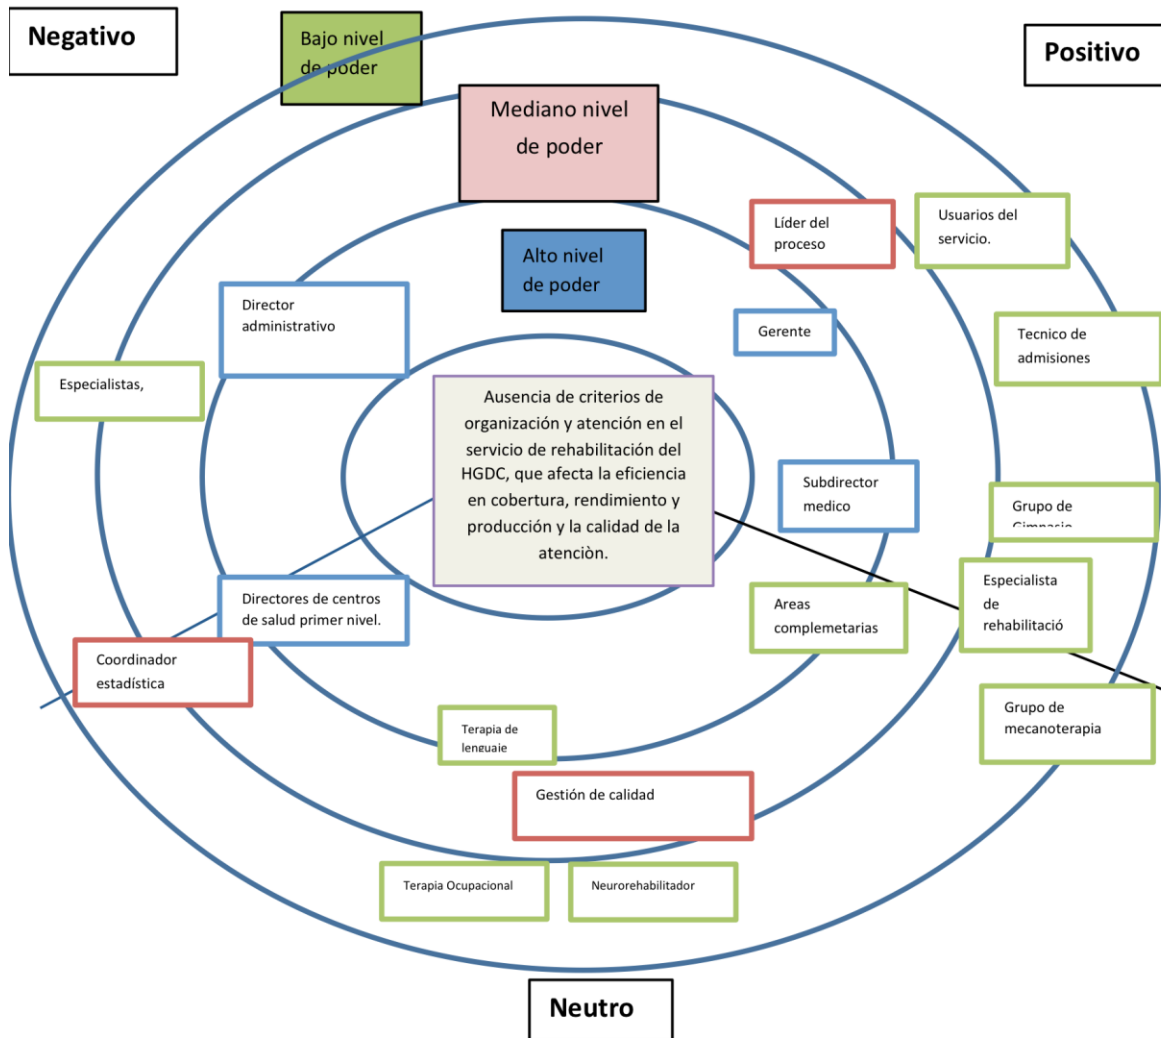 Negativo
Bajo nivel
de poder
Positivo
Mediano nivel
de poder
Líder del
proceso
Usuarios del
servicio.
Alto nivel
de poder
Director
administrativo
Gerente
Tecnico de
admisiones
Especialistas,
Ausencia de criterios de
organización y atención en el
servicio de rehabilitación del
HGDC, que afecta la eficiencia
en cobertura, rendimiento y
producción y la calidad de la
atenciòn.
Subdirector
medico
Grupo de
Gimnasio
Directores de centros
de salud primer nivel.
Areas
complemetarias
Especialista
de
rehabilitació
Coordinador
estadística
Grupo de
mecanoterapia
Terapia de
lenguaje
Gestión de calidad
Terapia Ocupacional
Neurorehabilitador
Neutro